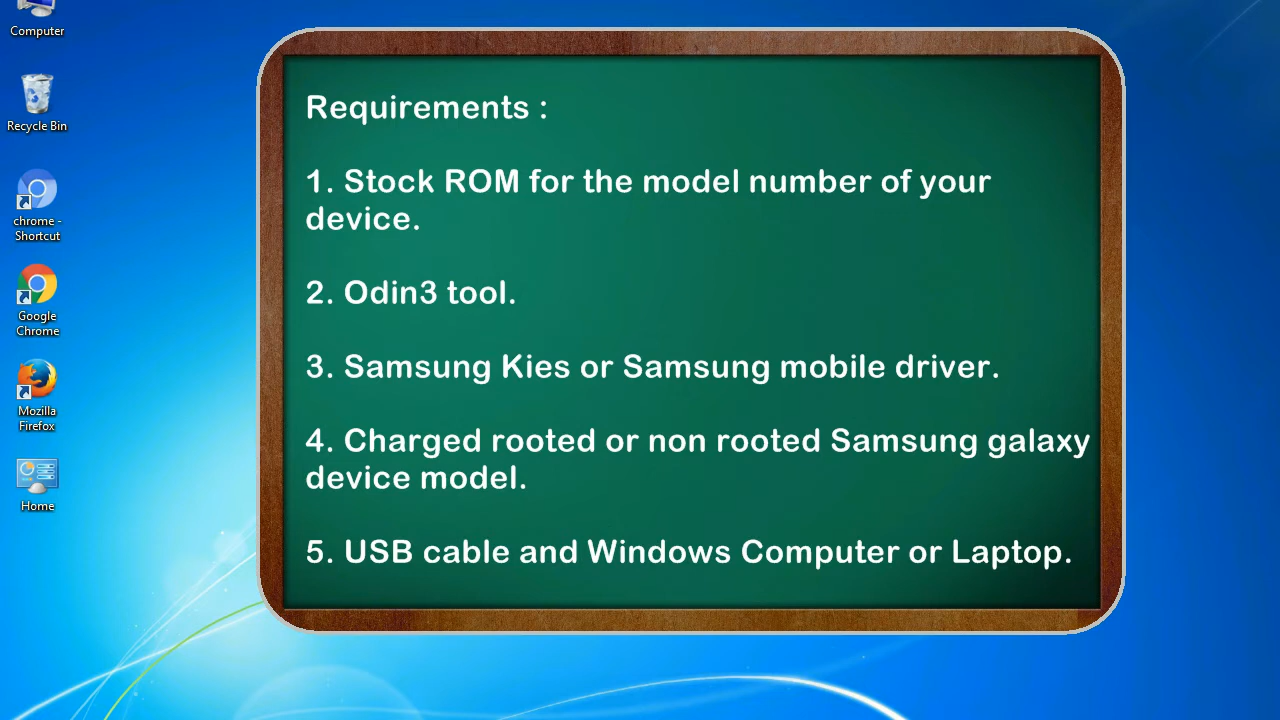 Computer
Recycle Bin
chrome -
Shortcut
Google
Chrome
Mozilla
Firefox
Home
Requirements :
1. Stock ROM for the model number of your
device.
2. Odin3 tool.
3. Samsung Kies or Samsung mobile driver.
4. Charged rooted or non rooted Samsung galaxy
device model.
5. USB cable and Windows Computer or Laptop.